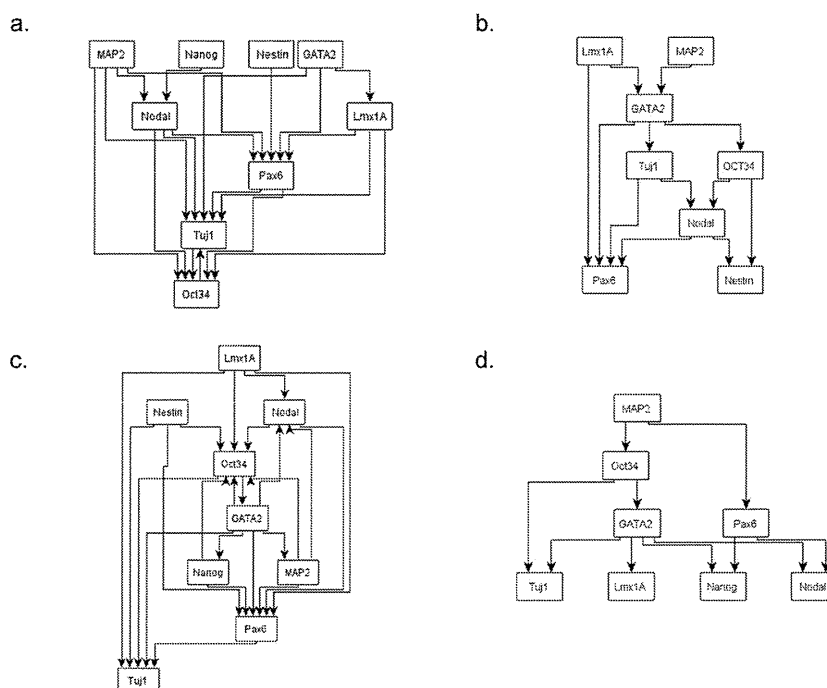 a.
MAP2 Nanog Nestin GATA2
Nodal Lmx1A
Pax6
Tuj1
Oct34
b.
Lmx1A MAP2
GATA2
Tuj1 OCT34
Nodal
Pax6 Nestin
c.
Lmx1A
Nestin Nodal
Oct34
GATA2
Nanog MAP2
Pax6
Tuj1
d.
MAP2
Oct34
GATA2 Pax6
Tuj1 Lmx1A Nanog Nodal